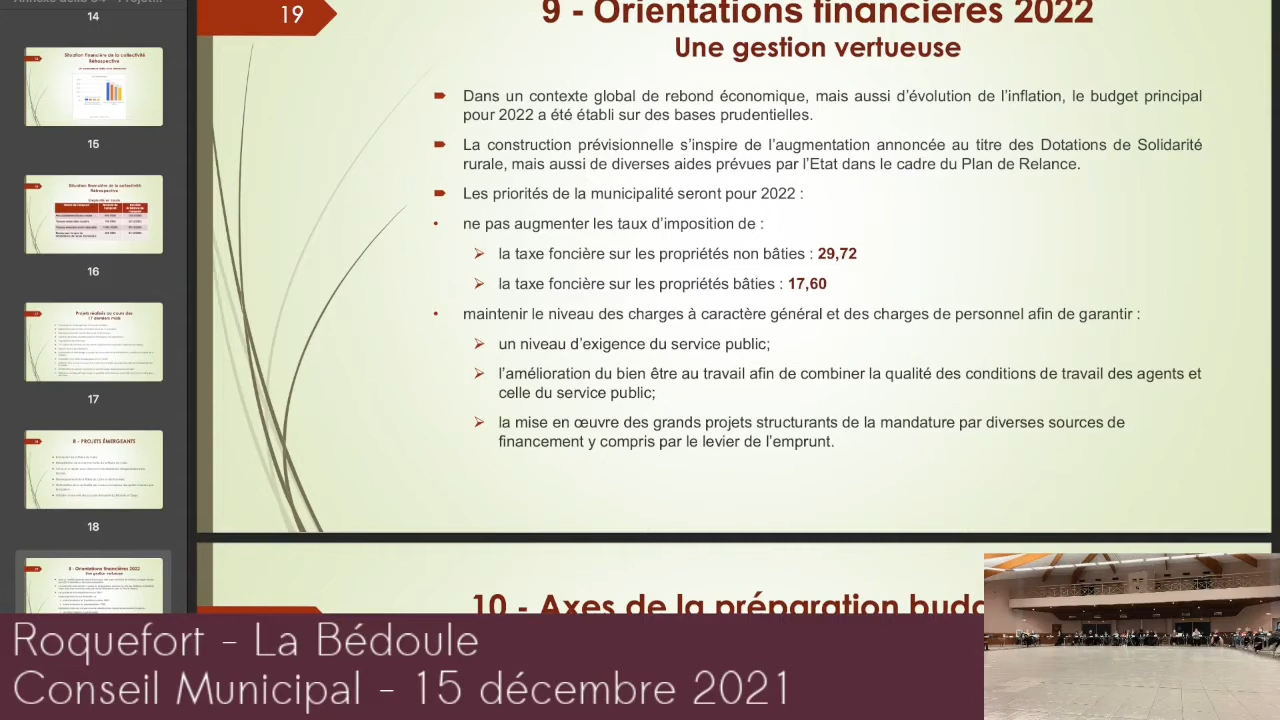 14
15
16
17
8 - PROJETS ÉMERGEANTS
18
19
9 - Orientations financières 2022
Une gestion vertueuse
Dans un contexte global de rebond économique, mais aussi d’évolution de l’inflation, le budget principal
pour 2022 a été établi sur des bases prudentielles.
La construction prévisionnelle s’inspire de l’augmentation annoncée au titre des Dotations de Solidarité
rurale, mais aussi de diverses aides prévues par l’Etat dans le cadre du Plan de Relance.
Les priorités de la municipalité seront pour 2022 :
ne pas augmenter les taux d’imposition de :
la taxe foncière sur les propriétés non bâties : 29,72
la taxe foncière sur les propriétés bâties : 17,60
maintenir le niveau des charges à caractère général et des charges de personnel afin de garantir :
un niveau d’exigence du service public;
l’amélioration du bien être au travail afin de combiner la qualité des conditions de travail des agents et
celle du service public;
la mise en œuvre des grands projets structurants de la mandature par diverses sources de
financement y compris par le levier de l’emprunt.
10 - Axes de la préparation
Roquefort - La Bédoule
Conseil Municipal - 15 décembre 2021